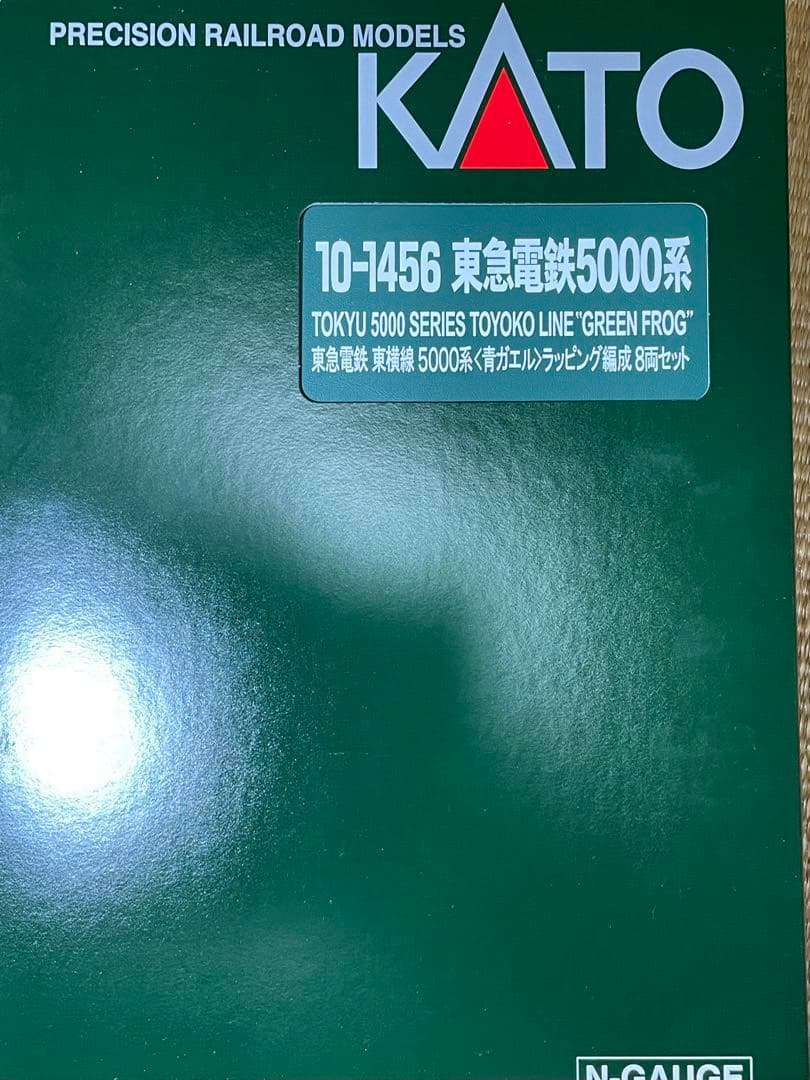 PRECISION RAILROAD MODELS
KATO
10-1456 東急電鉄5000系
TOKYU 5000 SERIES TOYOKO LINE "GREEN FROG"
東急電鉄 東横線 5000系〈青ガエル〉ラッピング編成 8両セット
N-GAUGE